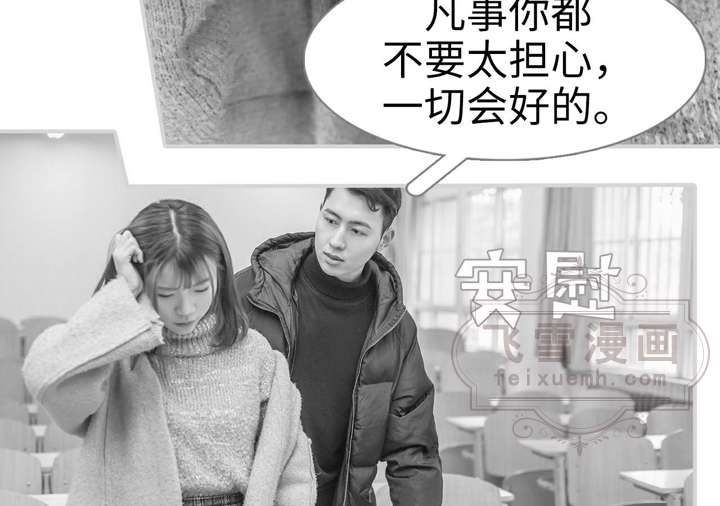 凡事你都
不要太担心，
一切会好的。
安慰
飞雪漫画
feixuemh.com